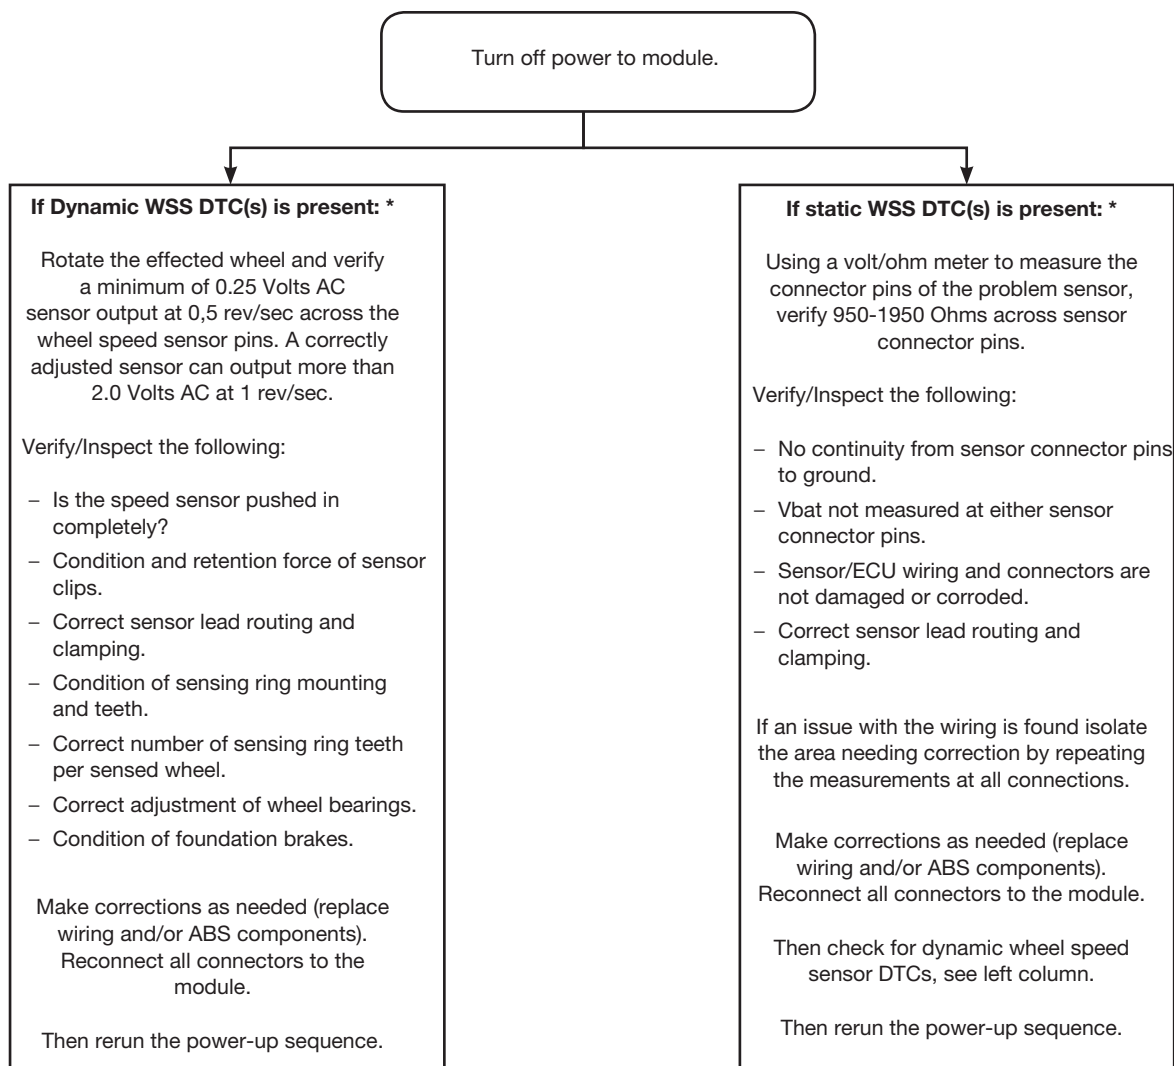 Turn off power to module.
If Dynamic WSS DTC(s) is present: *
Rotate the effected wheel and verify
a minimum of 0.25 Volts AC
sensor output at 0,5 rev/sec across the
wheel speed sensor pins. A correctly
adjusted sensor can output more than
2.0 Volts AC at 1 rev/sec.
Verify/Inspect the following:
– Is the speed sensor pushed in
completely?
– Condition and retention force of sensor
clips.
– Correct sensor lead routing and
clamping.
– Condition of sensing ring mounting
and teeth.
– Correct number of sensing ring teeth
per sensed wheel.
– Correct adjustment of wheel bearings.
– Condition of foundation brakes.
Make corrections as needed (replace
wiring and/or ABS components).
Reconnect all connectors to the
module.
Then rerun the power-up sequence.
If static WSS DTC(s) is present: *
Using a volt/ohm meter to measure the
connector pins of the problem sensor,
verify 950-1950 Ohms across sensor
connector pins.
Verify/Inspect the following:
– No continuity from sensor connector pins
to ground.
– Vbat not measured at either sensor
connector pins.
– Sensor/ECU wiring and connectors are
not damaged or corroded.
– Correct sensor lead routing and
clamping.
If an issue with the wiring is found isolate
the area needing correction by repeating
the measurements at all connections.
Make corrections as needed (replace
wiring and/or ABS components).
Reconnect all connectors to the module.
Then check for dynamic wheel speed
sensor DTCs, see left column.
Then rerun the power-up sequence.